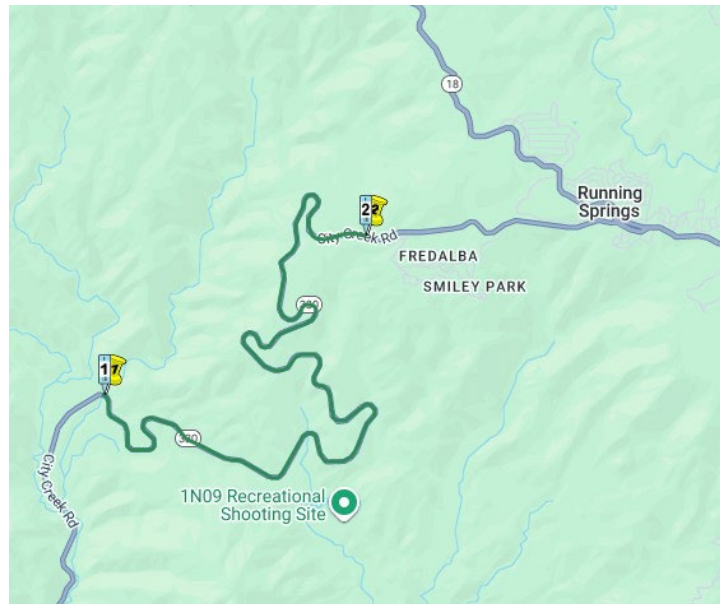 18
Running
Springs
2
City Creek Rd
FREDALBA
SMILEY PARK
330
1
330
City Creek Rd
1N09 Recreational
Shooting Site